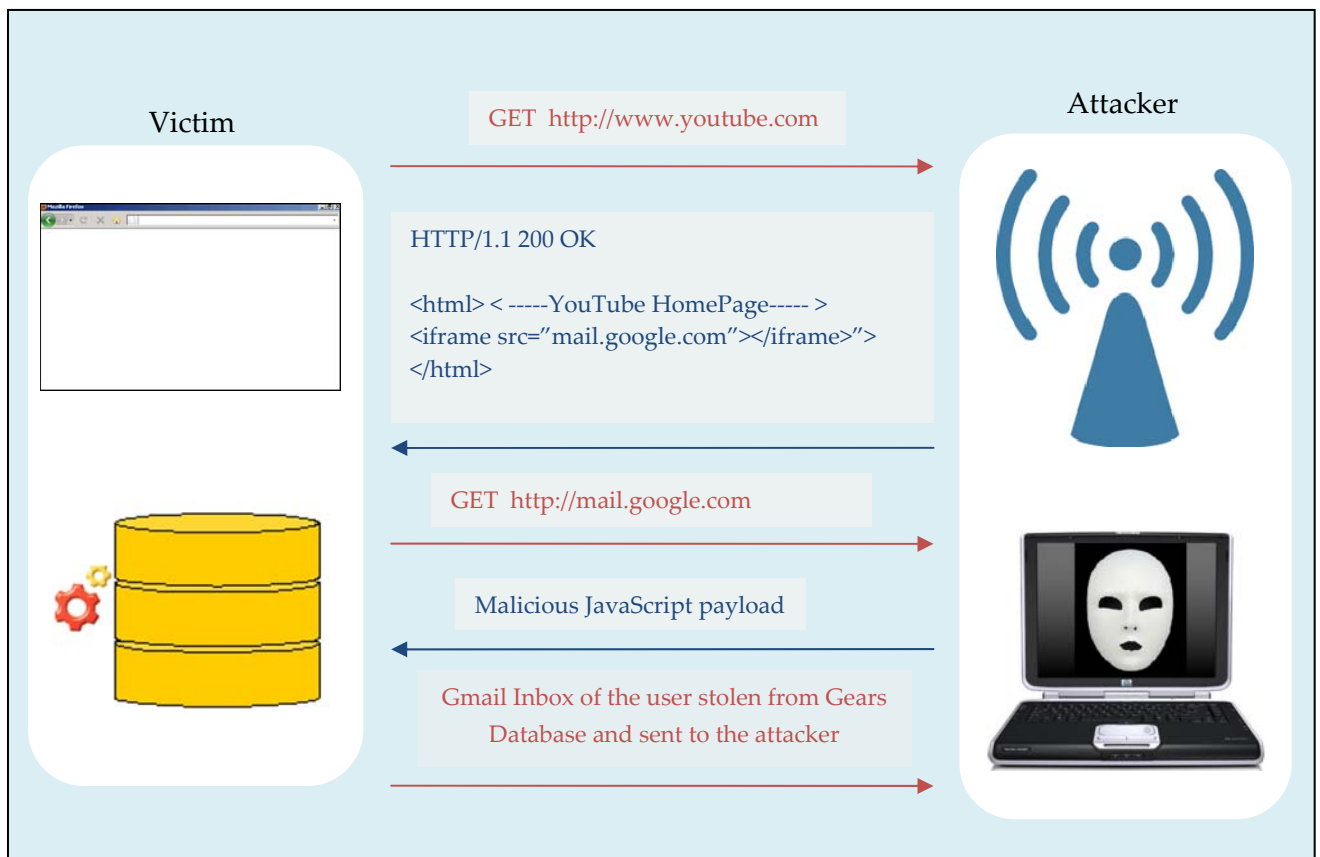 Victim
GET http://www.youtube.com
Attacker
Mozilla Firefox
HTTP/1.1 200 OK
<html> < -----YouTube HomePage----- >
<iframe src=”mail.google.com”></iframe>”>
</html>
GET http://mail.google.com
Malicious JavaScript payload
Gmail Inbox of the user stolen from Gears
Database and sent to the attacker